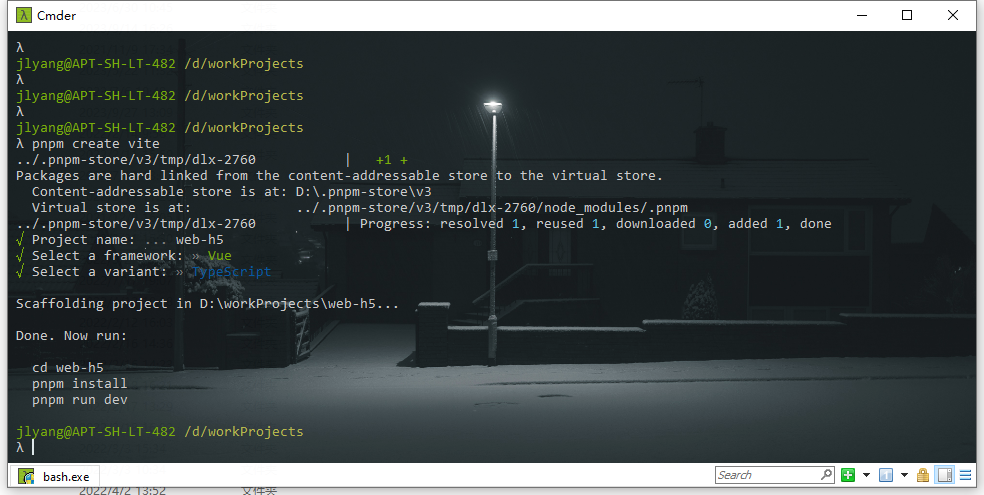 Cmder
λ
jlyang@APT-SH-LT-482 /d/workProjects
λ
jlyang@APT-SH-LT-482 /d/workProjects
λ
jlyang@APT-SH-LT-482 /d/workProjects
λ pnpm create vite
../.pnpm-store/v3/tmp/dlx-2760 | +1 +
Packages are hard linked from the content-addressable store to the virtual store.
Content-addressable store is at: D:\.pnpm-store\v3
Virtual store is at: ../.pnpm-store/v3/tmp/dlx-2760/node_modules/.pnpm
../.pnpm-store/v3/tmp/dlx-2760 | Progress: resolved 1, reused 1, downloaded 0, added 1, done
√ Project name: ... web-h5
√ Select a framework: » Vue
√ Select a variant: » TypeScript
Scaffolding project in D:\workProjects\web-h5...
Done. Now run:
cd web-h5
pnpm install
pnpm run dev
jlyang@APT-SH-LT-482 /d/workProjects
λ
bash.exe
Search
2022/4/2 13:52 文件夹